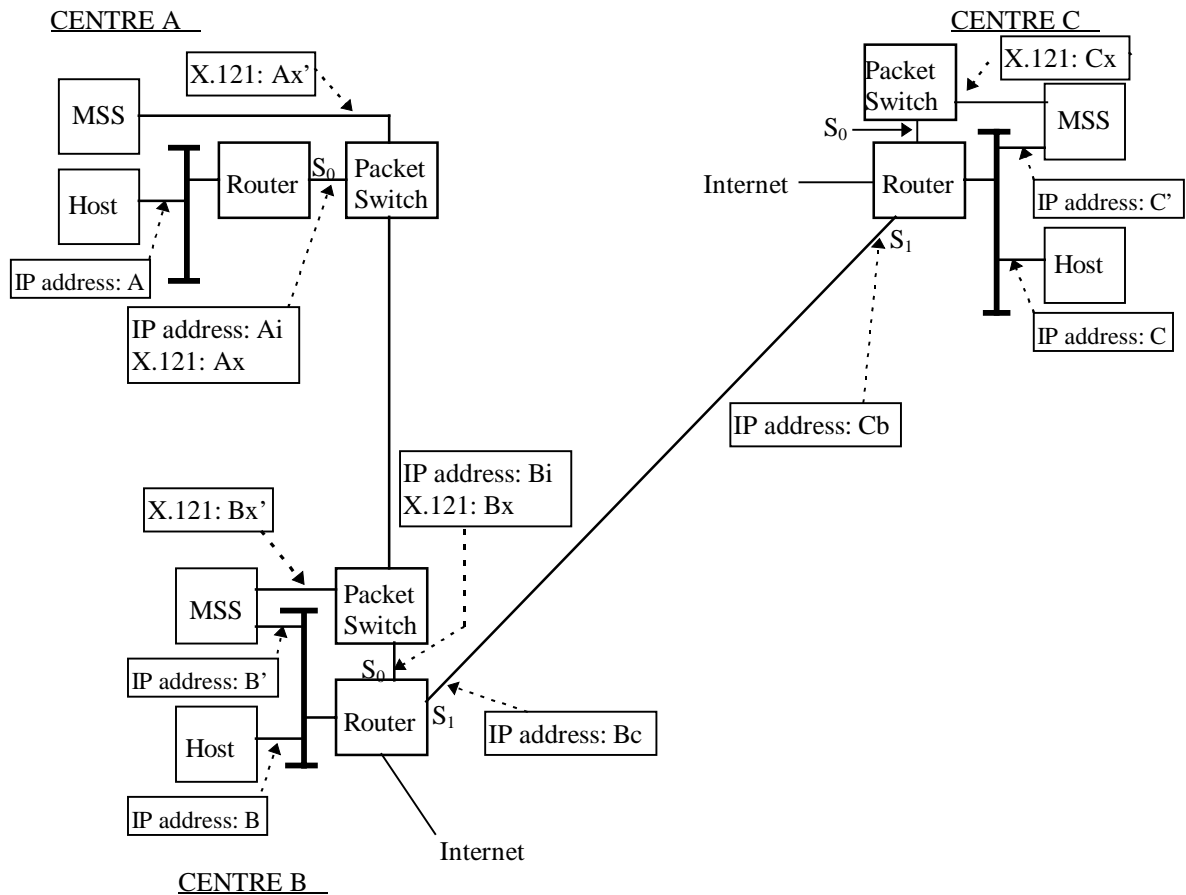 CENTRE A
X.121: Ax’
MSS
Router
S0
Packet
Switch
Host
IP address: A
IP address: Ai
X.121: Ax
CENTRE C
Packet
Switch
X.121: Cx
MSS
S0
Internet
Router
S1
IP address: C’
Host
IP address: C
IP address: Cb
IP address: Bi
X.121: Bx
X.121: Bx’
MSS
Packet
Switch
IP address: B’
S0
Router
S1
Host
IP address: Bc
IP address: B
Internet
CENTRE B